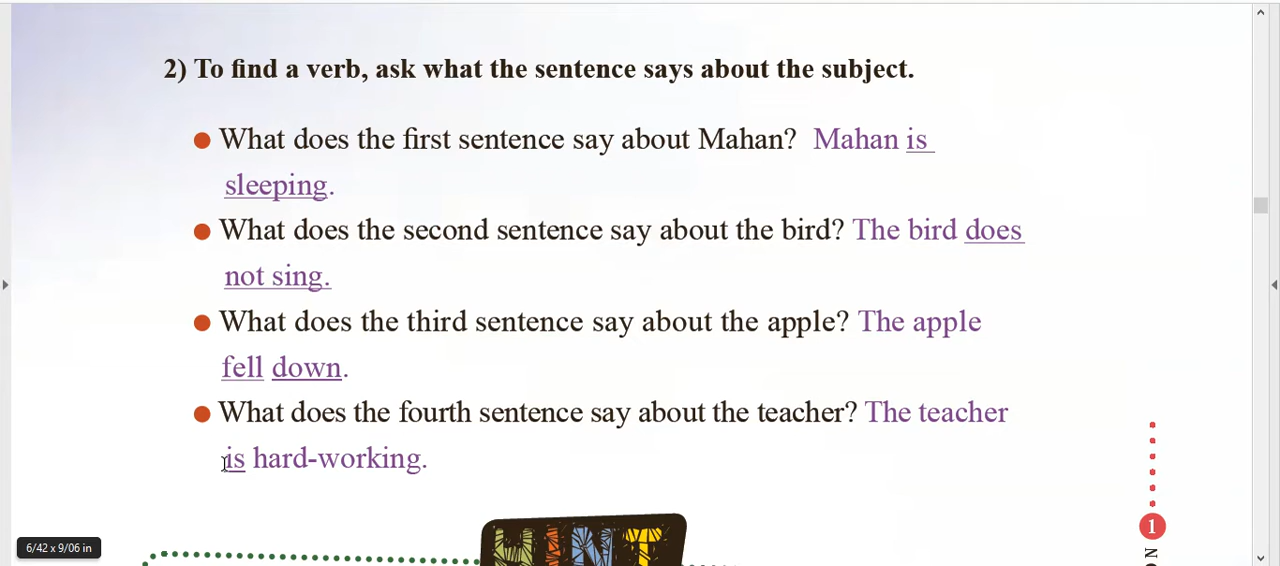 2) To find a verb, ask what the sentence says about the subject.
What does the first sentence say about Mahan? Mahan is
sleeping.
What does the second sentence say about the bird? The bird does
not sing.
What does the third sentence say about the apple? The apple
fell down.
What does the fourth sentence say about the teacher? The teacher
is hard-working.
HINT
1
ON
6/42 x 9/06 in